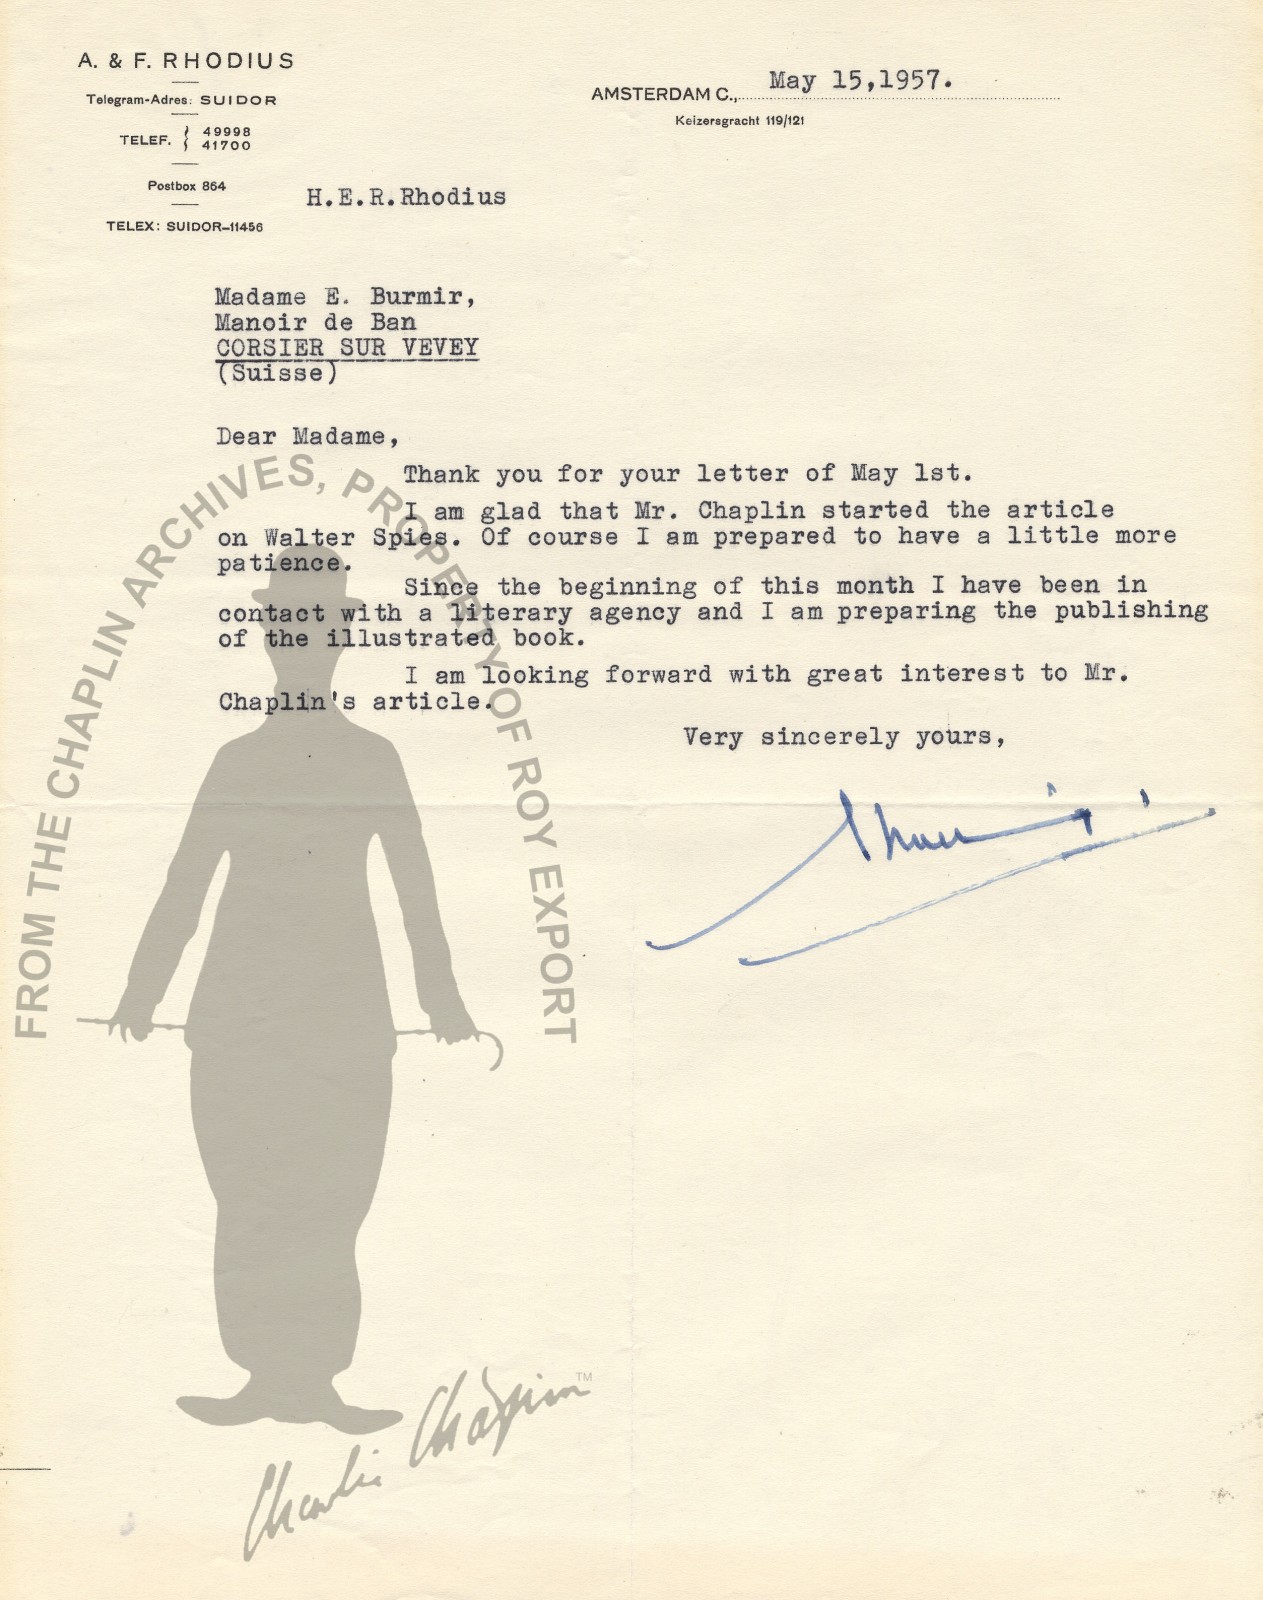 A. & F. RHODIUS
Telegram-Adres: SUIDOR
TELEF. { 49998
41700
Postbox 864
TELEX: SUIDOR-11456
AMSTERDAM C., May 15,1957.
Keizersgracht 119/121
H.E.R.Rhodius
Madame E. Burmir,
Manoir de Ban
CORSIER SUR VEVEY
(Suisse)
Dear Madame,
Thank you for your letter of May 1st.
I am glad that Mr. Chaplin started the article
on Walter Spies. Of course I am prepared to have a little more
patience.
Since the beginning of this month I have been in
contact with a literary agency and I am preparing the publishing
of the illustrated book.
I am looking forward with great interest to Mr.
Chaplin's article.
Very sincerely yours,
FROM THE CHAPLIN ARCHIVES, PROPERTY OF ROY EXPORT
Charlie Chaplin™